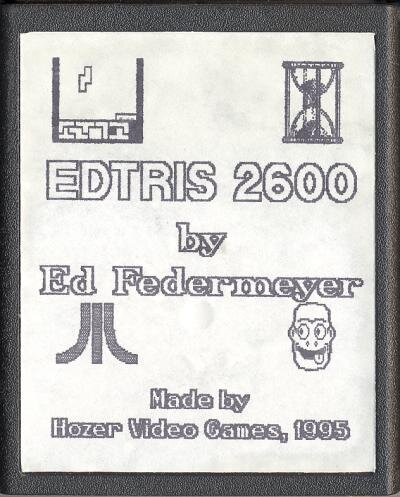 EDTRIS 2600
by
Ed Federmeyer
Made by
Hozer Video Games, 1995